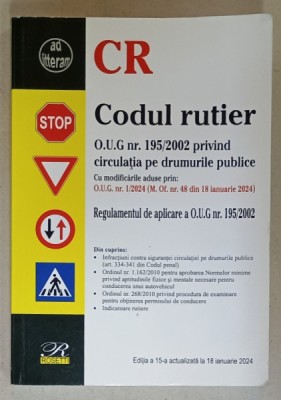 ad
litteram
CR
Codul rutier
O.U.G nr. 195/2002 privind
circulația pe drumurile publice
Cu modificările aduse prin:
O.U.G. nr. 1/2024 (M. Of. nr. 48 din 18 ianuarie 2024)
Regulamentul de aplicare a O.U.G nr. 195/2002
STOP
Din cuprins:
• Infracțiuni contra siguranței circulației pe drumurile publice
(art. 334-341 din Codul penal)
• Ordinul nr. 1.162/2010 pentru aprobarea Normelor minime
privind aptitudinile fizice și mentale necesare pentru
conducerea unui autovehicul
• Ordinul nr. 268/2010 privind procedura de examinare
pentru obținerea permisului de conducere
• Indicatoare rutiere
R
ROSETTI
Ediția a 15-a actualizată la 18 ianuarie 2024